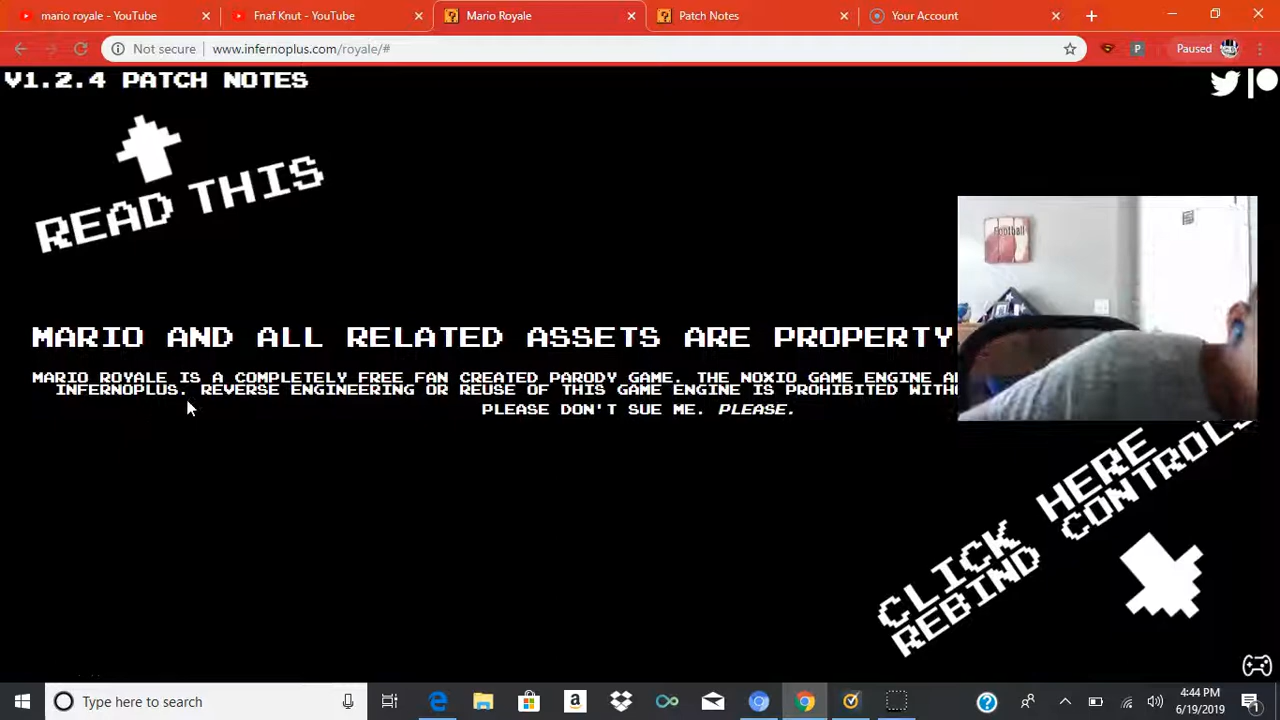 mario royale - YouTube
Fnaf Knut - YouTube
Mario Royale
Patch Notes
Your Account
Not secure
www.infernoplus.com/royale/#
P
Paused
V1.2.4 PATCH NOTES
READ THIS
Football
MARIO AND ALL RELATED ASSETS ARE PROPERTY
MARIO ROYALE IS A COMPLETELY FREE FAN CREATED PARODY GAME. THE NOXIO GAME ENGINE
INFERNOPLUS. REVERSE ENGINEERING OR REUSE OF THIS GAME ENGINE IS PROHIBITED
PLEASE DON'T SUE ME. PLEASE.
CLICK HERE
REBIND CONTROLS
Type here to search
4:44 PM
6/19/2019